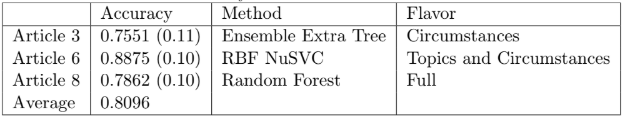 Accuracy Method Flavor
Article 3 0.7551 (0.11) Ensemble Extra Tree Circumstances
Article 6 0.8875 (0.10) RBF NuSVC Topics and Circumstances
Article 8 0.7862 (0.10) Random Forest Full
Average 0.8096